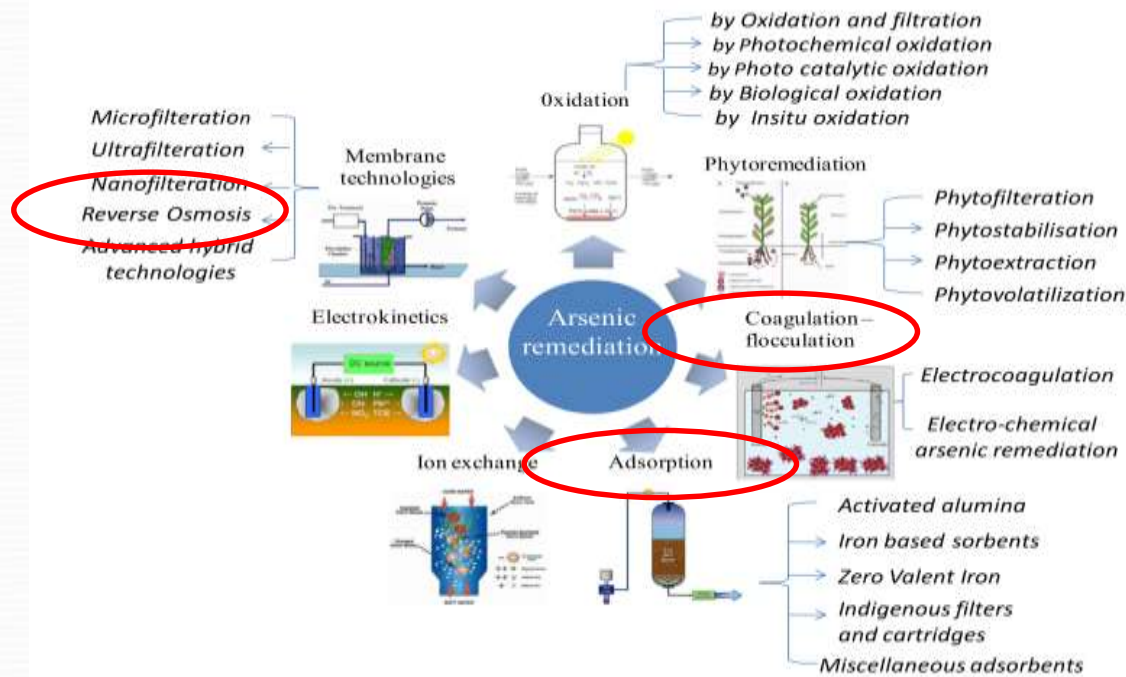 by Oxidation and filtration
by Photochemical oxidation
by Photo catalytic oxidation
by Biological oxidation
by Insitu oxidation
0xidation
Microfilteration
Ultrafilteration
Nanofilteration
Reverse Osmosis
Advanced hybrid
technologies
Membrane
technologies
Phytoremediation
Phytofilteration
Phytostabilisation
Phytoextraction
Phytovolatilization
Electrokinetics
DC source
Arsenic
remediation
Coagulation–
flocculation
Electrocoagulation
Electro-chemical
arsenic remediation
Ion exchange
Adsorption
Activated alumina
Iron based sorbents
Zero Valent Iron
Indigenous filters
and cartridges
Miscellaneous adsorbents